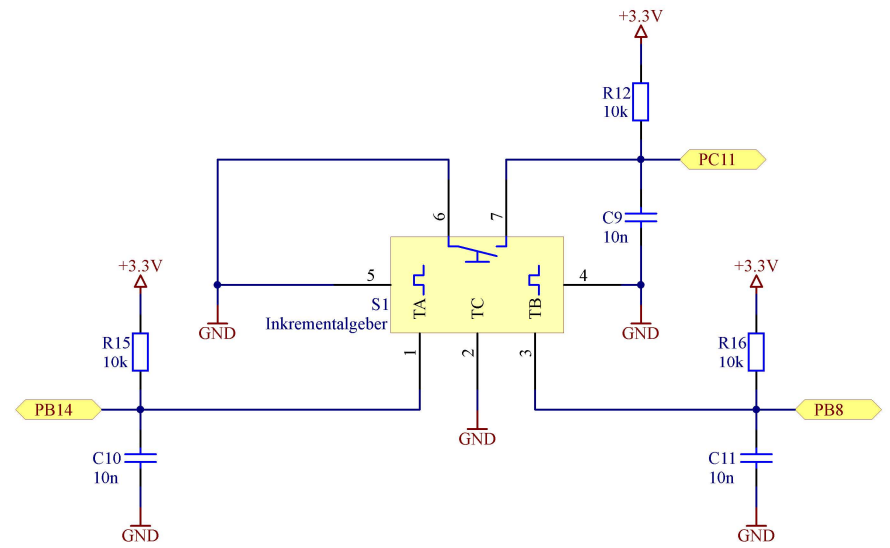 +3.3V
R12
10k
PC11
6
7
C9
10n
+3.3V
5
4
+3.3V
S1
TA
TC
TB
GND
Inkrementalgeber
GND
R15
10k
1
2
3
R16
10k
PB14
PB8
GND
C10
10n
C11
10n
GND
GND